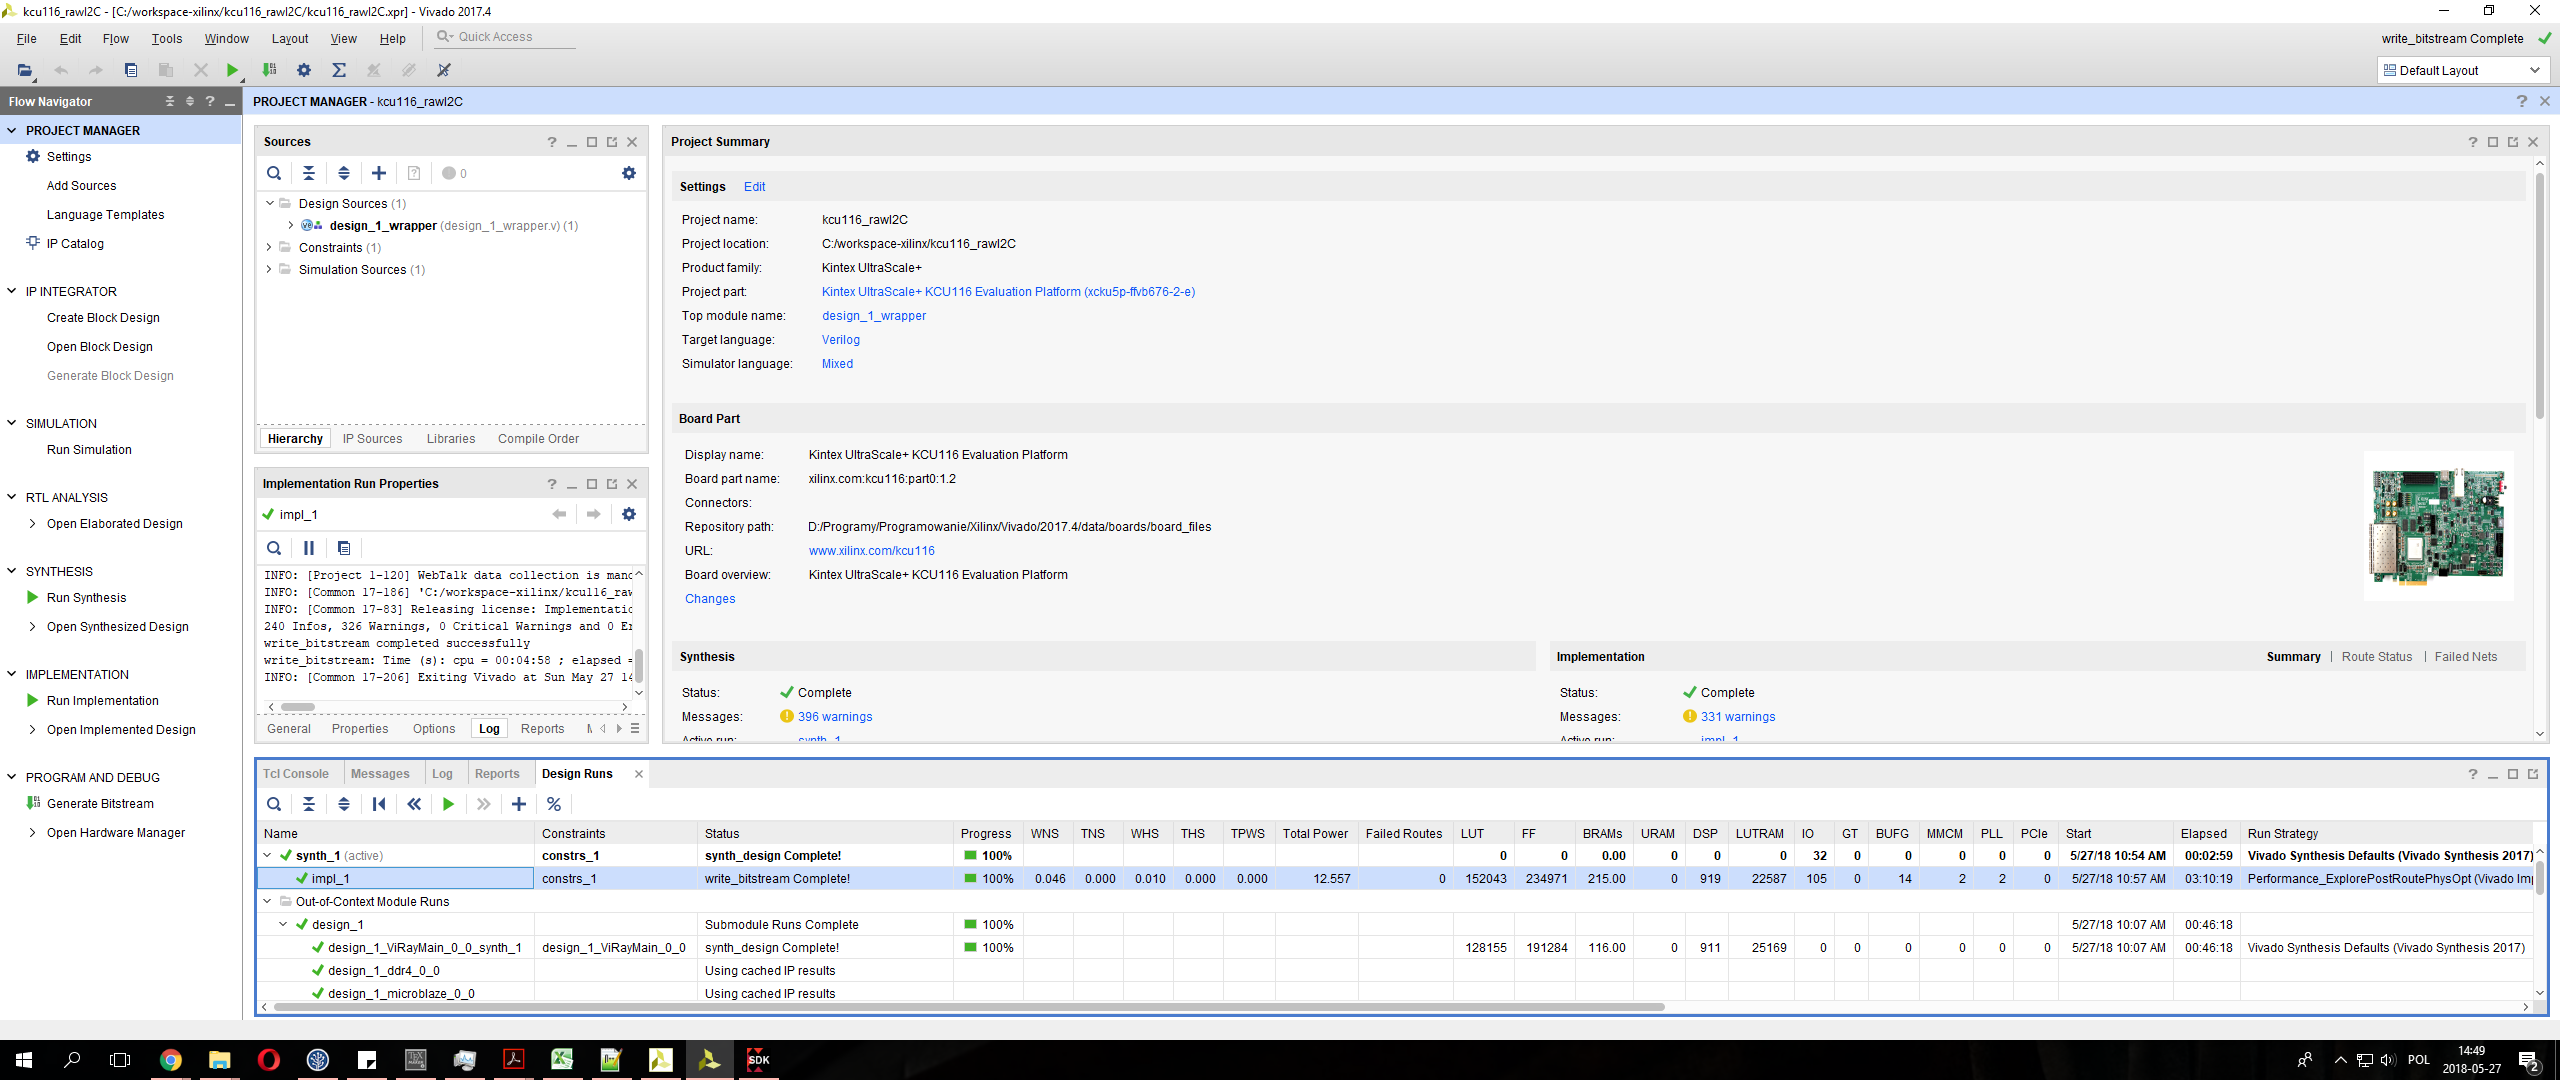 kcu116_rawI2C - [C:/workspace-xilinx/kcu116_rawI2C/kcu116_rawI2C.xpr] - Vivado 2017.4
File Edit Flow Tools Window Layout View Help Quick Access
write_bitstream Complete
Default Layout
Flow Navigator
PROJECT MANAGER
Settings
Add Sources
Language Templates
IP Catalog
IP INTEGRATOR
Create Block Design
Open Block Design
Generate Block Design
SIMULATION
Run Simulation
RTL ANALYSIS
Open Elaborated Design
SYNTHESIS
Run Synthesis
Open Synthesized Design
IMPLEMENTATION
Run Implementation
Open Implemented Design
PROGRAM AND DEBUG
Generate Bitstream
Open Hardware Manager
PROJECT MANAGER - kcu116_rawI2C
Sources
0
Design Sources (1)
design_1_wrapper (design_1_wrapper.v) (1)
Constraints (1)
Simulation Sources (1)
Hierarchy IP Sources Libraries Compile Order
Implementation Run Properties
impl_1
INFO: [Project 1-120] WebTalk data collection is manc
INFO: [Common 17-186] 'C:/workspace-xilinx/kcu116_raw
INFO: [Common 17-83] Releasing license: Implementatio
240 Infos, 326 Warnings, 0 Critical Warnings and 0 Er
write_bitstream completed successfully
write_bitstream: Time (s): cpu = 00:04:58 ; elapsed =
INFO: [Common 17-206] Exiting Vivado at Sun May 27 14
General Properties Options Log Reports
Project Summary
Settings Edit
Project name: kcu116_rawI2C
Project location: C:/workspace-xilinx/kcu116_rawI2C
Product family: Kintex UltraScale+
Project part: Kintex UltraScale+ KCU116 Evaluation Platform (xcku5p-ffvb676-2-e)
Top module name: design_1_wrapper
Target language: Verilog
Simulator language: Mixed
Board Part
Display name: Kintex UltraScale+ KCU116 Evaluation Platform
Board part name: xilinx.com:kcu116:part0:1.2
Connectors:
Repository path: D:/Programy/Programowanie/Xilinx/Vivado/2017.4/data/boards/board_files
URL: www.xilinx.com/kcu116
Board overview: Kintex UltraScale+ KCU116 Evaluation Platform
Changes
Synthesis
Status: Complete
Messages: 396 warnings
Active run: synth_1
Implementation Summary | Route Status | Failed Nets
Status: Complete
Messages: 331 warnings
Active run: impl_1
Tcl Console Messages Log Reports Design Runs
Name Constraints Status Progress WNS TNS WHS THS TPWS Total Power Failed Routes LUT FF BRAMs URAM DSP LUTRAM IO GT BUFG MMCM PLL PCIe Start Elapsed Run Strategy
synth_1 (active) constrs_1 synth_design Complete! 100% 0 0 0.00 0 0 0 32 0 0 0 0 0 5/27/18 10:54 AM 00:02:59 Vivado Synthesis Defaults (Vivado Synthesis 2017)
impl_1 constrs_1 write_bitstream Complete! 100% 0.046 0.000 0.010 0.000 0.000 12.557 0 152043 234971 215.00 0 919 22587 105 0 14 2 2 0 5/27/18 10:57 AM 03:10:19 Performance_ExplorePostRoutePhysOpt (Vivado Imp
Out-of-Context Module Runs
design_1 Submodule Runs Complete 100% 5/27/18 10:07 AM 00:46:18
design_1_ViRayMain_0_0_synth_1 design_1_ViRayMain_0_0 synth_design Complete! 100% 128155 191284 116.00 0 911 25169 0 0 0 0 0 0 5/27/18 10:07 AM 00:46:18 Vivado Synthesis Defaults (Vivado Synthesis 2017)
design_1_ddr4_0_0 Using cached IP results
design_1_microblaze_0_0 Using cached IP results
SDK
POL
14:49
2018-05-27
2